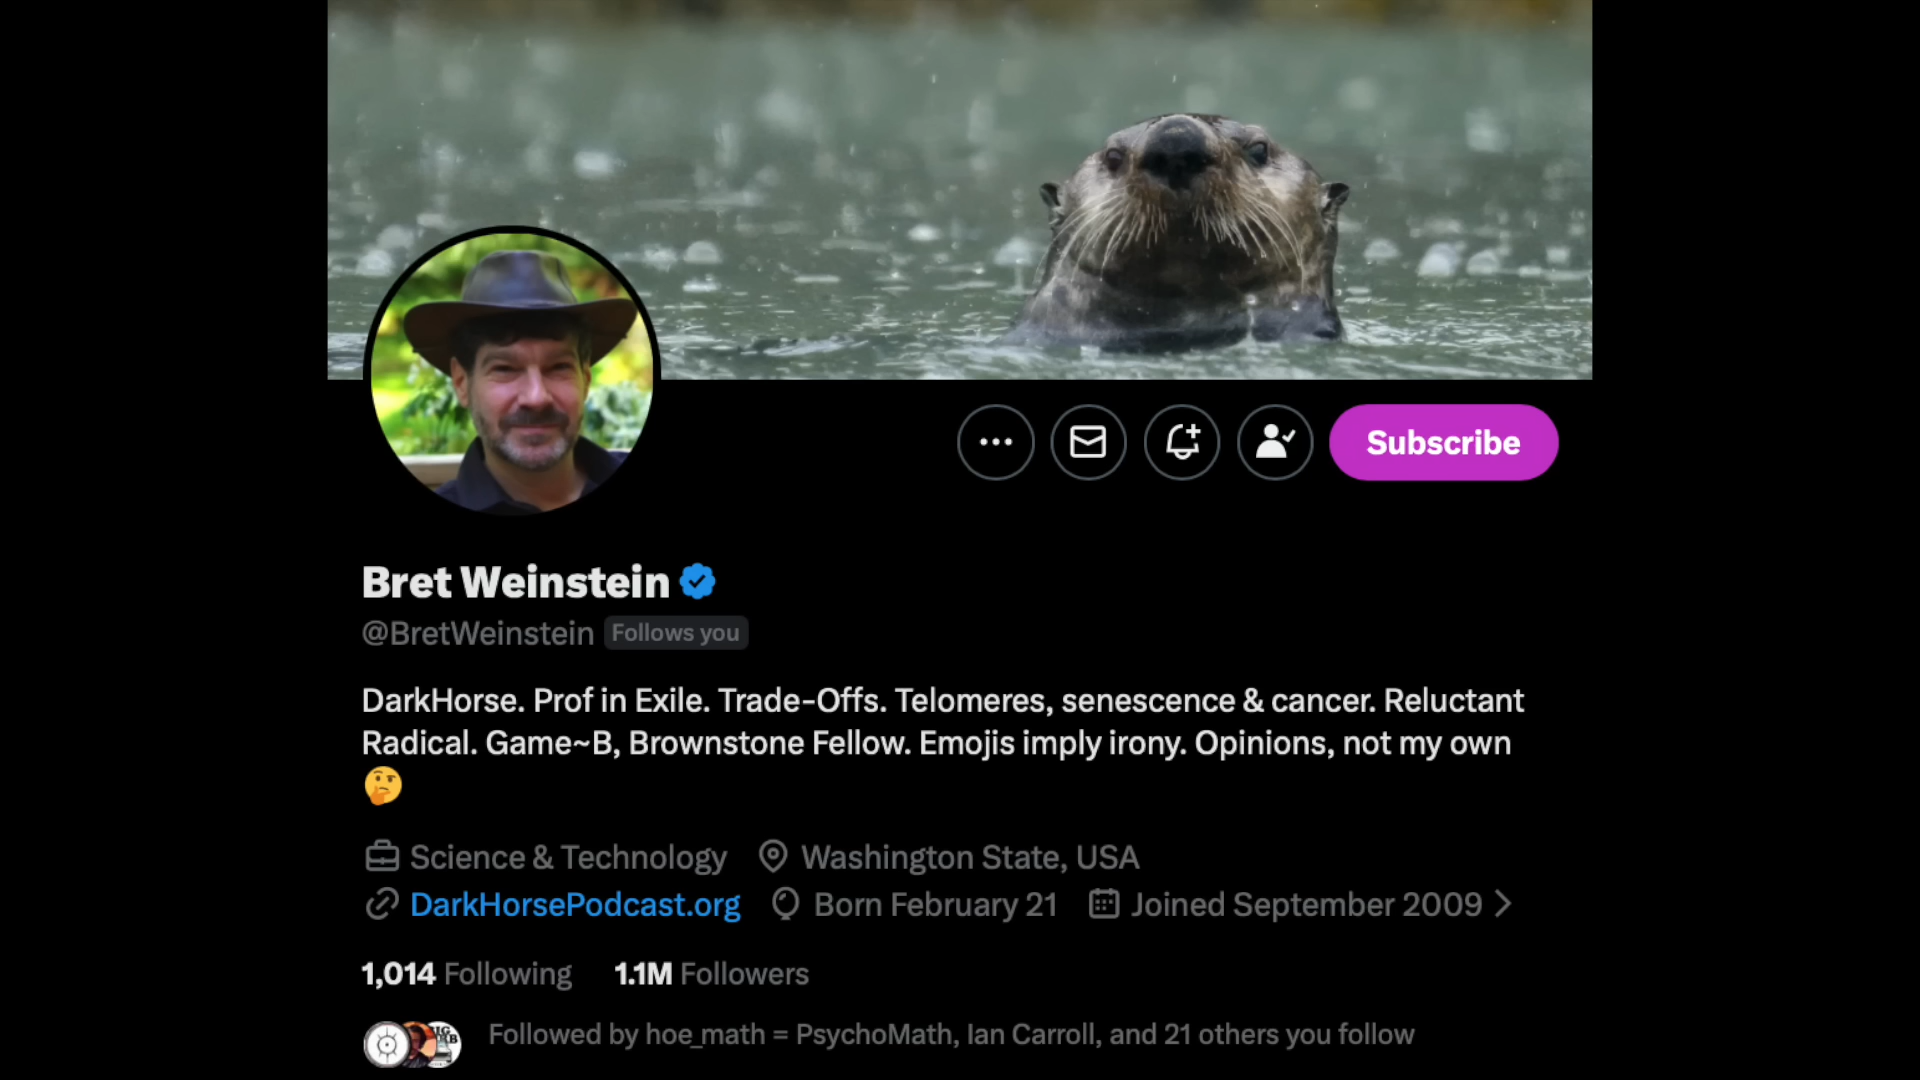 Subscribe
Bret Weinstein
@BretWeinstein Follows you
DarkHorse. Prof in Exile. Trade-Offs. Telomeres, senescence & cancer. Reluctant
Radical. Game~B, Brownstone Fellow. Emojis imply irony. Opinions, not my own
🤔
Science & Technology Washington State, USA
DarkHorsePodcast.org Born February 21 Joined September 2009
1,014 Following 1.1M Followers
Followed by hoe_math = PsychoMath, Ian Carroll, and 21 others you follow